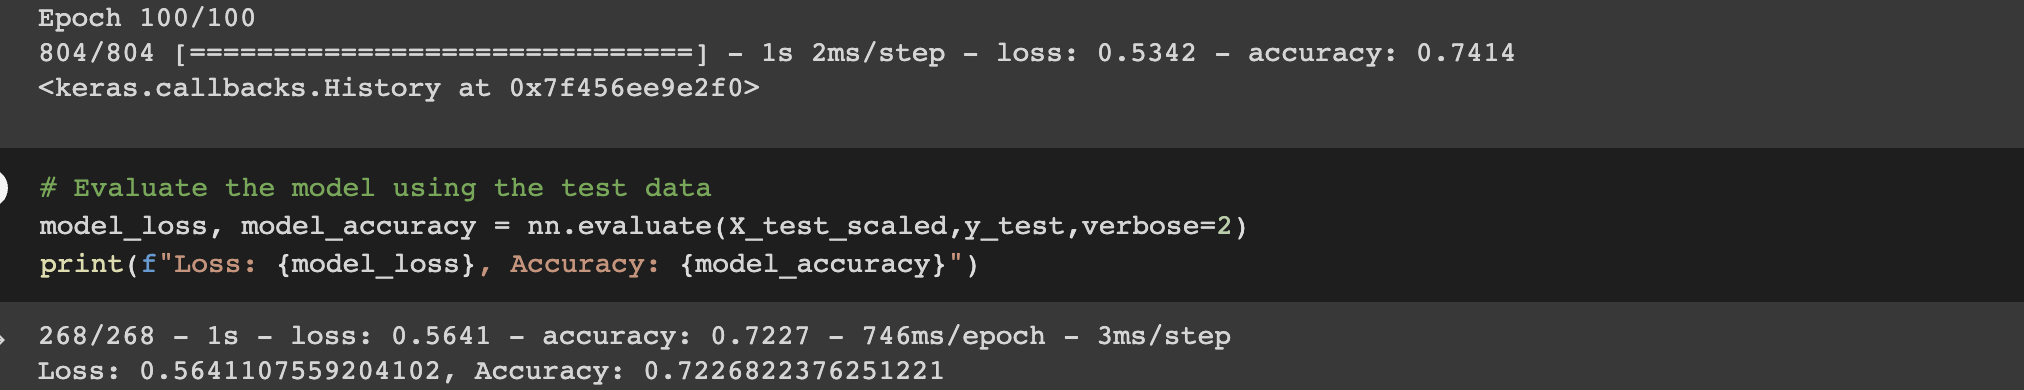 Epoch 100/100
804/804 [==============================] - 1s 2ms/step - loss: 0.5342 - accuracy: 0.7414
<keras.callbacks.History at 0x7f456ee9e2f0>
# Evaluate the model using the test data
model_loss, model_accuracy = nn.evaluate(X_test_scaled,y_test,verbose=2)
print(f"Loss: {model_loss}, Accuracy: {model_accuracy}")
268/268 - 1s - loss: 0.5641 - accuracy: 0.7227 - 746ms/epoch - 3ms/step
Loss: 0.5641107559204102, Accuracy: 0.7226822376251221